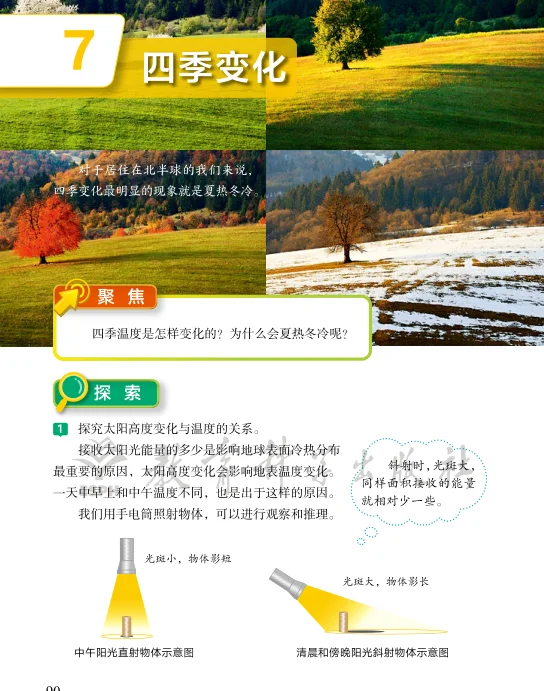 7
四季变化
对于居住在北半球的我们来说，
四季变化最明显的现象就是夏热冬冷。
聚焦
四季温度是怎样变化的？为什么会夏热冬冷呢？
探索
1 探究太阳高度变化与温度的关系。
接收太阳光能量的多少是影响地球表面冷热分布
最重要的原因，太阳高度变化会影响地表温度变化。
一天中早上和中午温度不同，也是出于这样的原因。
我们用手电筒照射物体，可以进行观察和推理。
斜射时，光斑大，
同样面积接收的能量
就相对少一些。
光斑小，物体影短
光斑大，物体影长
中午阳光直射物体示意图
清晨和傍晚阳光斜射物体示意图
教育科学出版社